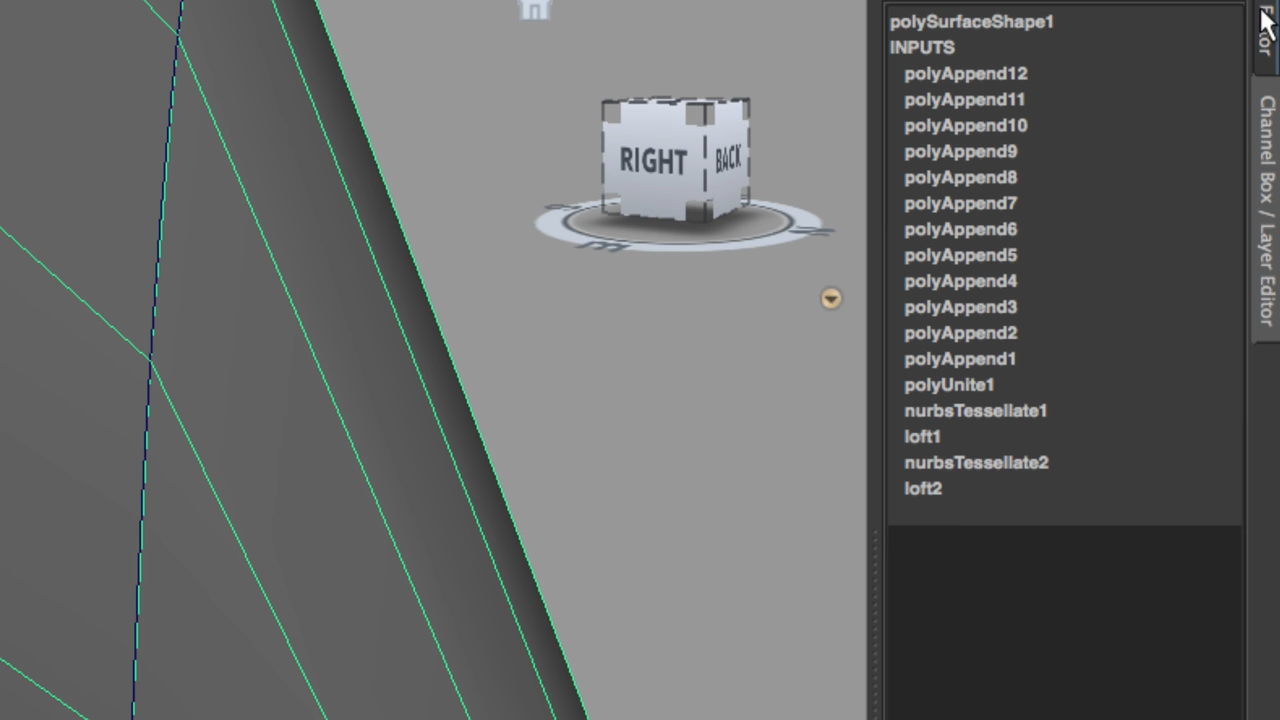 polySurfaceShape1
INPUTS
polyAppend12
polyAppend11
polyAppend10
polyAppend9
polyAppend8
polyAppend7
polyAppend6
polyAppend5
polyAppend4
polyAppend3
polyAppend2
polyAppend1
polyUnite1
nurbsTessellate1
loft1
nurbsTessellate2
loft2
RIGHT
BACK
Channel Box / Layer Editor